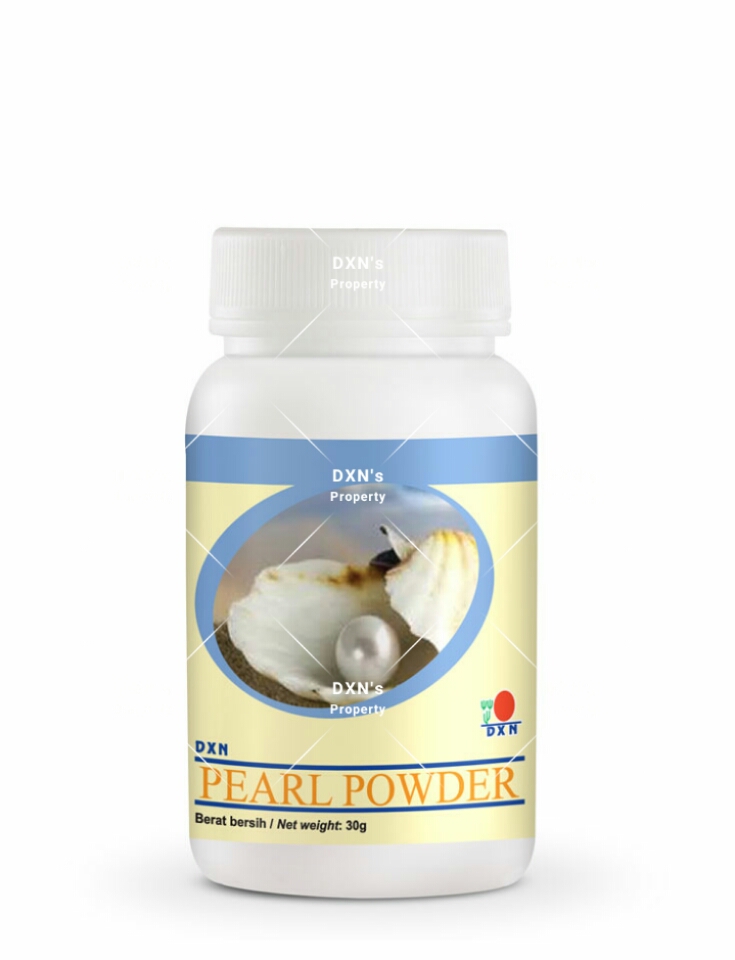 DXN's
Property
DXN's
Property
DXN's
Property
DXN
DXN
PEARL POWDER
Berat bersih / Net weight: 30g